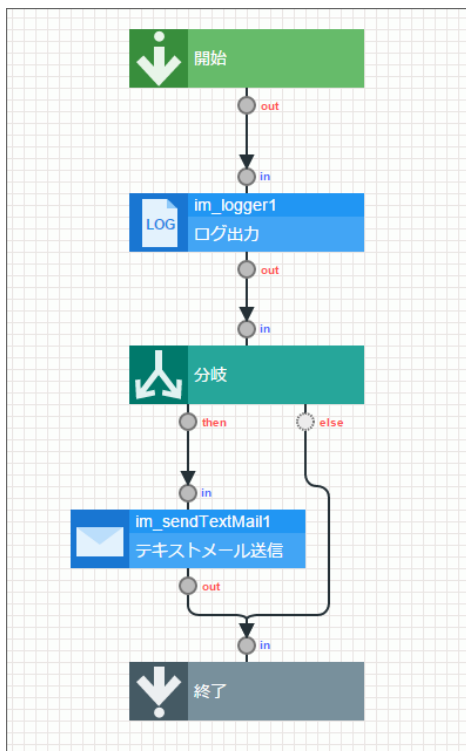 開始
out
in
im_logger1
LOG
ログ出力
out
in
分岐
then
else
in
im_sendTextMail1
テキストメール送信
out
in
終了